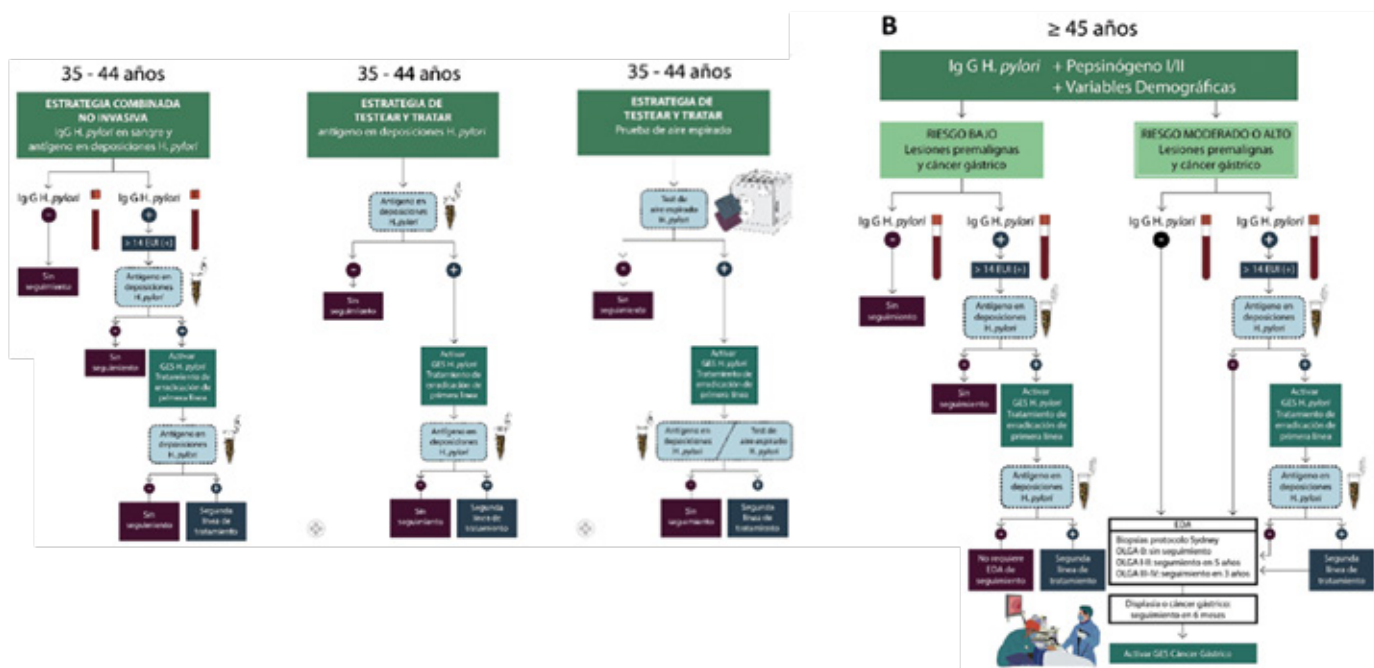 35 - 44 años
ESTRATEGIA COMBINADA
NO INVASIVA
IgG H. pylori en sangre y
antígeno en deposiciones H. pylori
Ig G H. pylori
-
Sin
seguimiento
Ig G H. pylori
+
> 14 EUI (+)
Antígeno en
deposiciones
H. pylori
-
Sin
seguimiento
+
Activar
GES H. pylori
Tratamiento de
erradicación de
primera línea
Antígeno en
deposiciones
H. pylori
-
Sin
seguimiento
+
Segunda
línea de
tratamiento
35 - 44 años
ESTRATEGIA DE
TESTEAR Y TRATAR
antígeno en deposiciones H. pylori
Antígeno en
deposiciones
H. pylori
-
Sin
seguimiento
+
Activar
GES H. pylori
Tratamiento de
erradicación de
primera línea
Antígeno en
deposiciones
H. pylori
-
Sin
seguimiento
+
Segunda
línea de
tratamiento
35 - 44 años
ESTRATEGIA DE
TESTEAR Y TRATAR
Prueba de aire espirado
Test de
aire espirado
H. pylori
-
Sin
seguimiento
+
Activar
GES H. pylori
Tratamiento de
erradicación de
primera línea
Antígeno en
deposiciones
H. pylori
/
Test de
aire espirado
H. pylori
-
Sin
seguimiento
+
Segunda
línea de
tratamiento
B
≥ 45 años
Ig G H. pylori + Pepsinógeno I/II
+ Variables Demográficas
RIESGO BAJO
Lesiones premalignas
y cáncer gástrico
Ig G H. pylori
-
Sin
seguimiento
Ig G H. pylori
+
> 14 EUI (+)
Antígeno en
deposiciones
H. pylori
-
Sin
seguimiento
+
Activar
GES H. pylori
Tratamiento de
erradicación de
primera línea
Antígeno en
deposiciones
H. pylori
-
No requiere
EDA de
seguimiento
+
Segunda
línea de
tratamiento
RIESGO MODERADO O ALTO
Lesiones premalignas
y cáncer gástrico
Ig G H. pylori
-
Ig G H. pylori
+
> 14 EUI (+)
Antígeno en
deposiciones
H. pylori
-
+
Activar
GES H. pylori
Tratamiento de
erradicación de
primera línea
Antígeno en
deposiciones
H. pylori
-
+
Segunda
línea de
tratamiento
EDA
Biopsias protocolo Sydney
OLGA 0: sin seguimiento
OLGA I-II: seguimiento en 5 años
OLGA III-IV: seguimiento en 3 años
Displasia o cáncer gástrico:
seguimiento en 6 meses
Activar GES Cáncer Gástrico